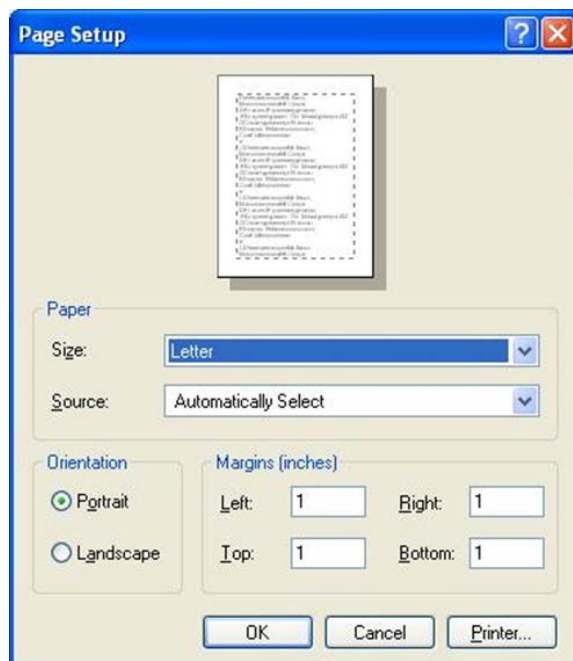 Page Setup
Paper
Size: Letter
Source: Automatically Select
Orientation
Portrait
Landscape
Margins (inches)
Left: 1 Right: 1
Top: 1 Bottom: 1
OK Cancel Printer...